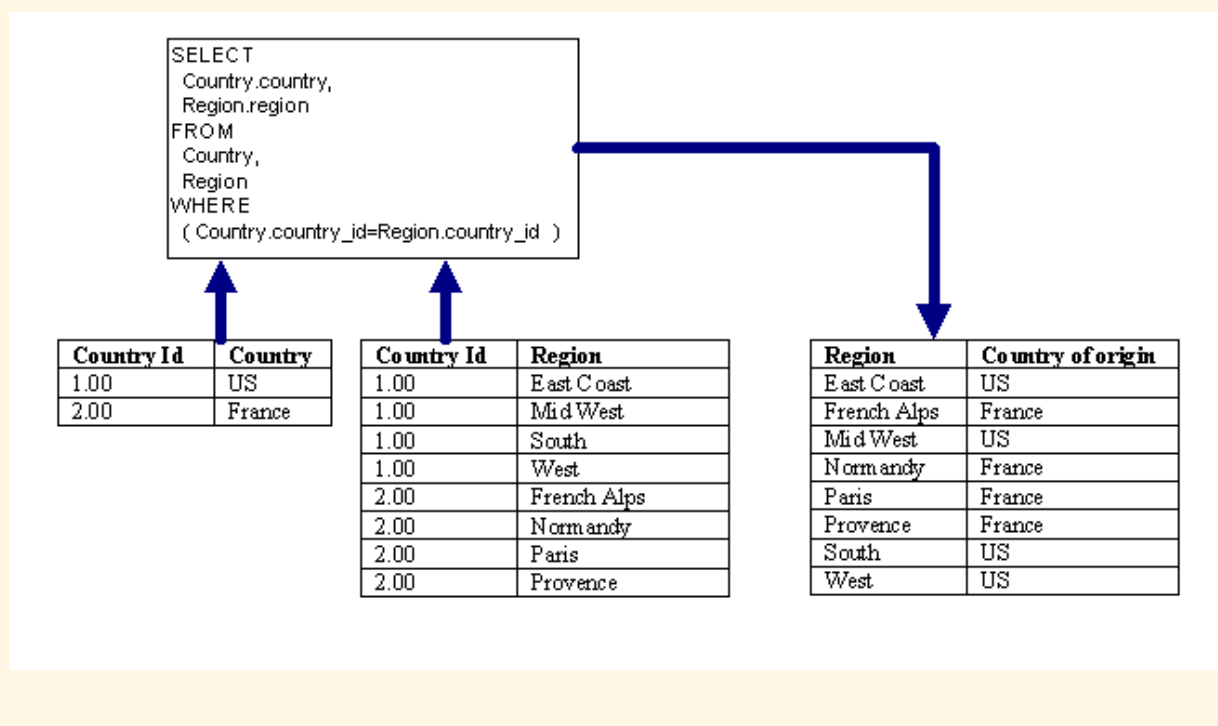 SELECT
Country.country,
Region.region
FROM
Country,
Region
WHERE
( Country.country_id=Region.country_id )
Country Id Country
1.00 US
2.00 France
Country Id Region
1.00 East Coast
1.00 Mid West
1.00 South
1.00 West
2.00 French Alps
2.00 Normandy
2.00 Paris
2.00 Provence
Region Country of origin
East Coast US
French Alps France
Mid West US
Normandy France
Paris France
Provence France
South US
West US